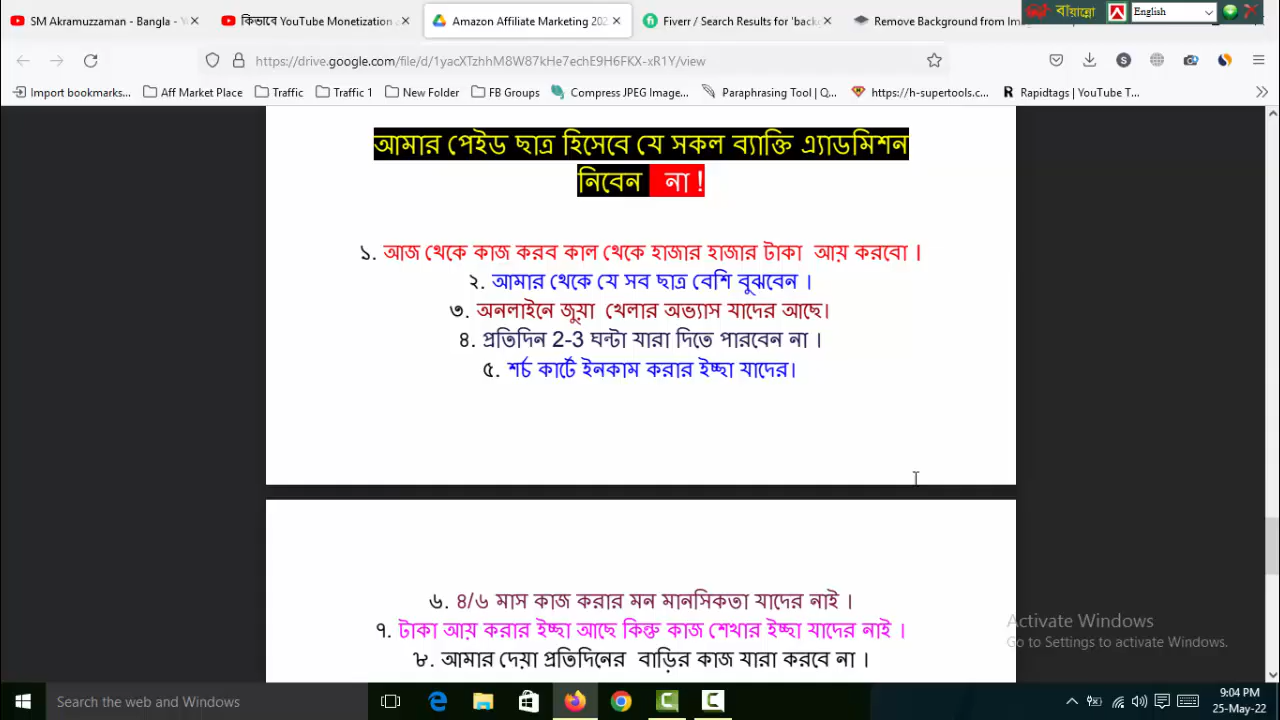 SM Akramuzzaman - Bangla - Y
কিভাবে YouTube Monetization
Amazon Affiliate Marketing 202
Fiverr / Search Results for 'back
Remove Background from Ima
বায়ান্নো
English
https://drive.google.com/file/d/1yacXTzhhM8W87kHe7echE9H6FKX-xR1Y/view
Import bookmarks...
Aff Market Place
Traffic
Traffic 1
New Folder
FB Groups
Compress JPEG Image...
Paraphrasing Tool | Q...
https://h-supertools.c...
Rapidtags | YouTube T...
আমার পেইড ছাত্র হিসেবে যে সকল ব্যাক্তি এ্যাডমিশন
নিবেন না !
১. আজ থেকে কাজ করব কাল থেকে হাজার হাজার টাকা আয় করবো ।
২. আমার থেকে যে সব ছাত্র বেশি বুঝবেন ।
৩. অনলাইনে জুয়া খেলার অভ্যাস যাদের আছে।
৪. প্রতিদিন 2-3 ঘন্টা যারা দিতে পারবেন না ।
৫. শর্চ কার্টে ইনকাম করার ইচ্ছা যাদের।
৬. ৪/৬ মাস কাজ করার মন মানসিকতা যাদের নাই ।
৭. টাকা আয় করার ইচ্ছা আছে কিন্তু কাজ শেখার ইচ্ছা যাদের নাই ।
৮. আমার দেয়া প্রতিদিনের বাড়ির কাজ যারা করবে না ।
Activate Windows
Go to Settings to activate Windows.
Search the web and Windows
9:04 PM
25-May-22